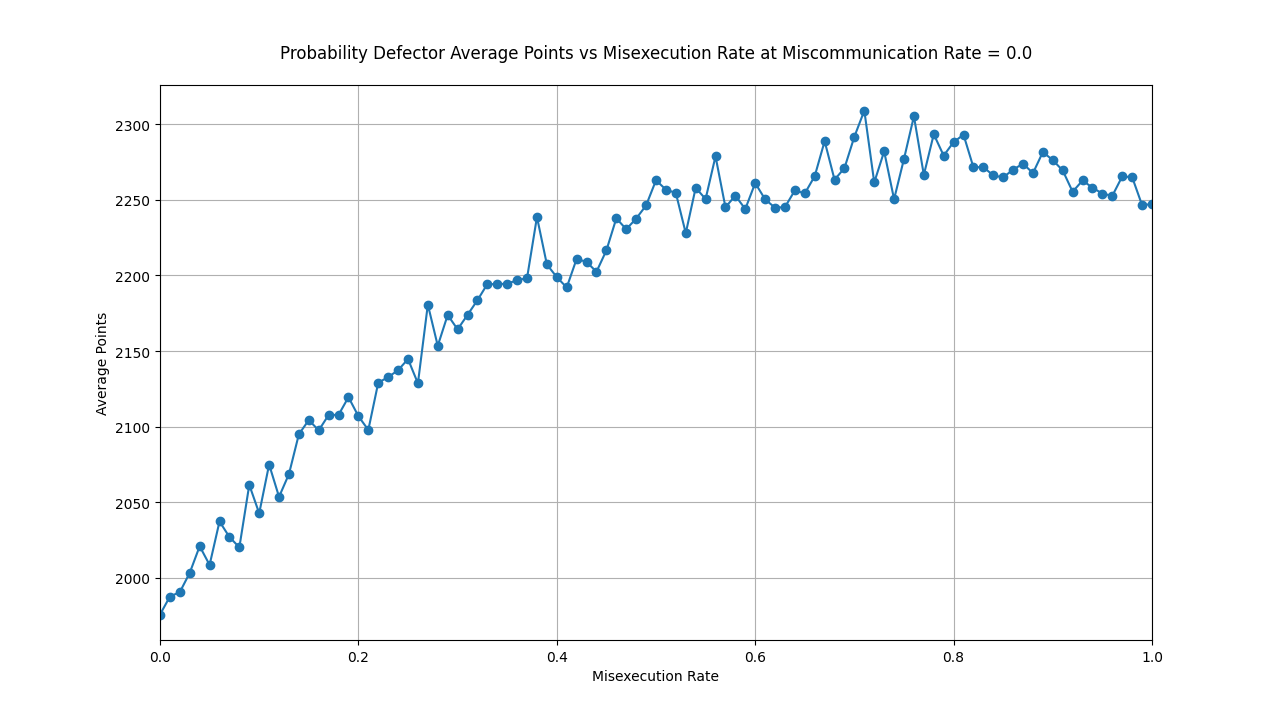 Probability Defector Average Points vs Misexecution Rate at Miscommunication Rate = 0.0
2300
2250
2200
2150
2100
2050
2000
Average Points
0.0 0.2 0.4 0.6 0.8 1.0
Misexecution Rate